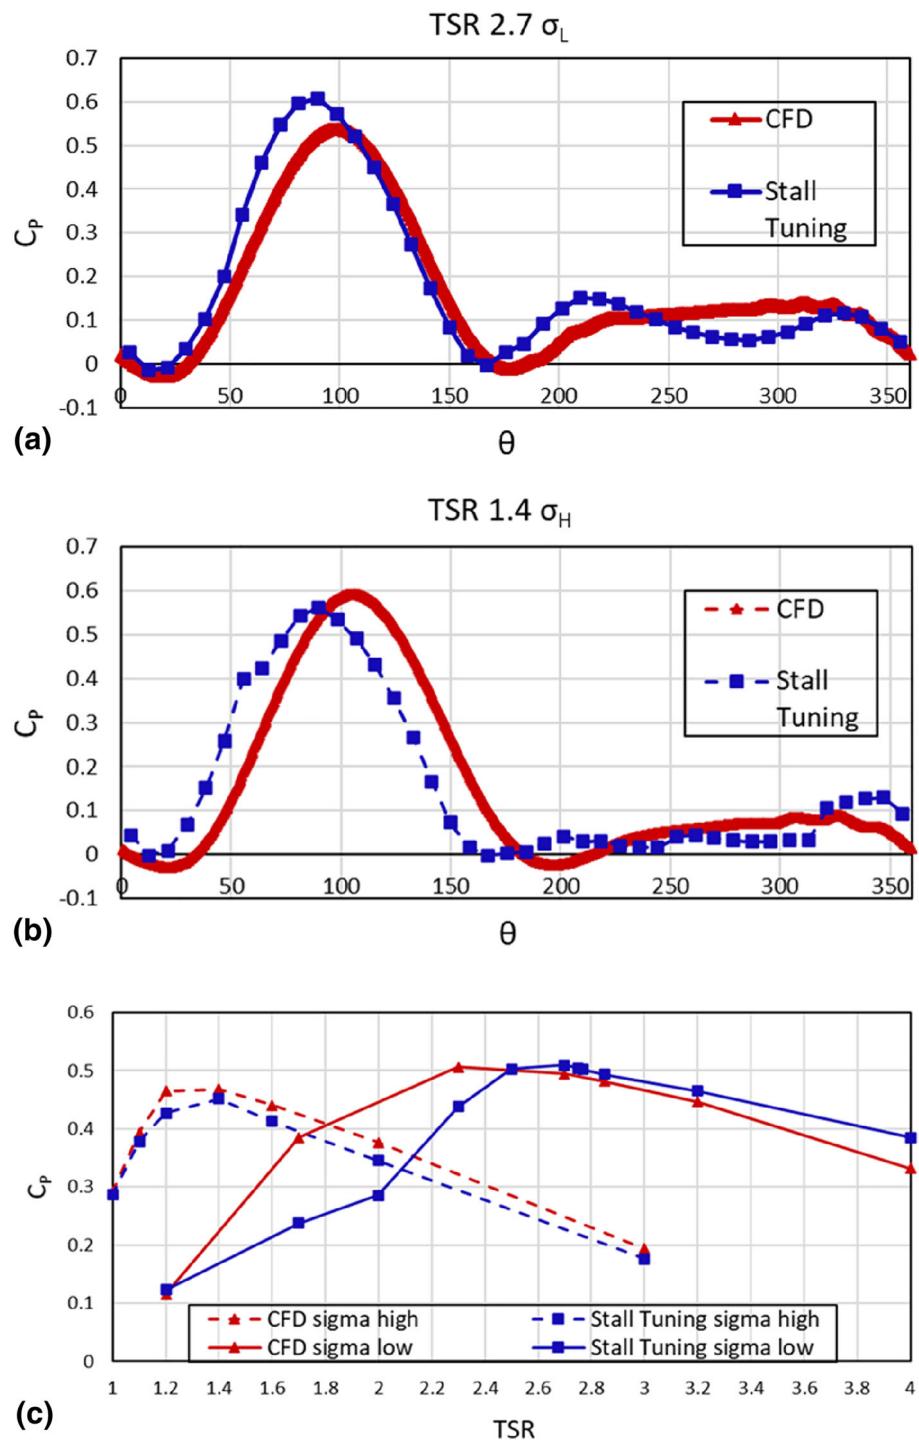 TSR 2.7 σL
0.7
0.6
0.5
0.4
0.3
0.2
0.1
0
-0.1
CP
CFD
Stall
Tuning
0 50 100 150 200 250 300 350
(a)
θ
TSR 1.4 σH
0.7
0.6
0.5
0.4
0.3
0.2
0.1
0
-0.1
CP
CFD
Stall
Tuning
0 50 100 150 200 250 300 350
(b)
θ
0.6
0.5
0.4
0.3
0.2
0.1
0
CP
CFD sigma high Stall Tuning sigma high
CFD sigma low Stall Tuning sigma low
1 1.2 1.4 1.6 1.8 2 2.2 2.4 2.6 2.8 3 3.2 3.4 3.6 3.8 4
(c)
TSR